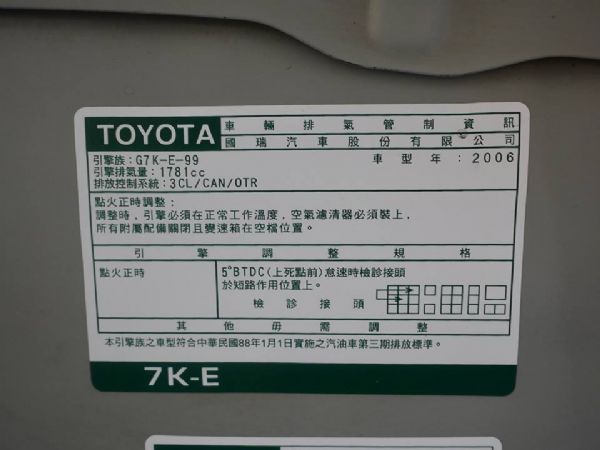 TOYOTA
車輛排氣管制資訊
國瑞汽車股份有限公司
引擎族：G7K-E-99
車型年：2006
引擎排氣量：1781cc
排放控制系統：3CL/CAN/OTR
點火正時調整：
調整時，引擎必須在正常工作溫度，空氣濾清器必須裝上，
所有附屬配備關閉且變速箱在空檔位置。
引擎調整規格
點火正時
5°BTDC(上死點前)怠速時檢診接頭
於短路作用位置上。
檢診接頭
其他毋需調整
本引擎族之車型符合中華民國88年1月1日實施之汽油車第三期排放標準。
7K-E